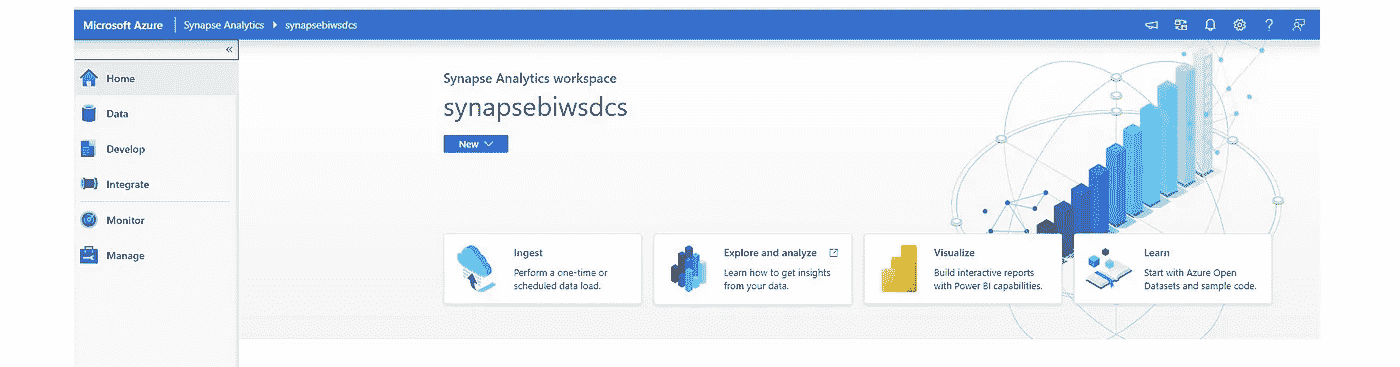 Microsoft Azure | Synapse Analytics ▸ synapsebiwsdcs
«
Home
Data
Develop
Integrate
Monitor
Manage
Synapse Analytics workspace
synapsebiwsdcs
New
Ingest
Perform a one-time or
scheduled data load.
Explore and analyze
Learn how to get insights
from your data.
Visualize
Build interactive reports
with Power BI capabilities.
Learn
Start with Azure Open
Datasets and sample code.